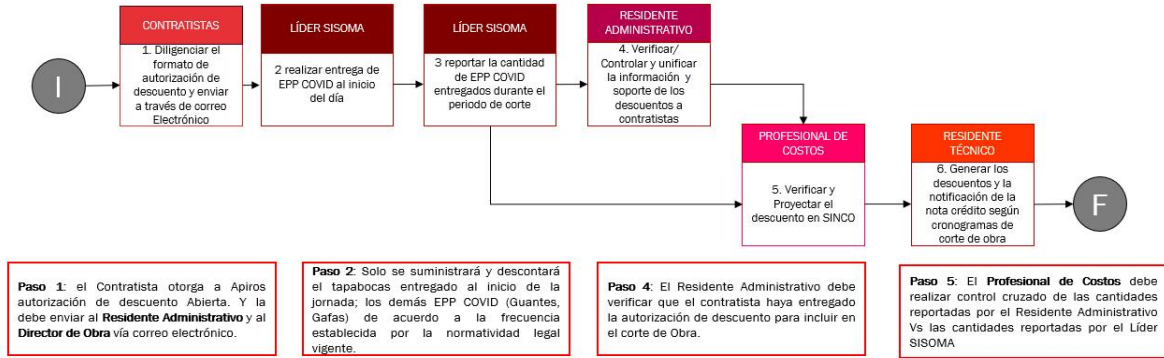 I
CONTRATISTAS
1. Diligenciar el
formato de
autorización de
descuento y enviar
a través de correo
Electrónico
LÍDER SISOMA
2 realizar entrega de
EPP COVID al inicio
del día
LÍDER SISOMA
3 reportar la cantidad
de EPP COVID
entregados durante el
periodo de corte
RESIDENTE
ADMINISTRATIVO
4. Verificar/
Controlar y unificar
la información y
soporte de los
descuentos a
contratistas
PROFESIONAL DE
COSTOS
5. Verificar y
Proyectar el
descuento en SINCO
RESIDENTE
TÉCNICO
6. Generar los
descuentos y la
notificación de la
nota crédito según
cronogramas de
corte de obra
F
Paso 1: el Contratista otorga a Apiros
autorización de descuento Abierta. Y la
debe enviar al Residente Administrativo y al
Director de Obra vía correo electrónico.
Paso 2: Solo se suministrará y descontará
el tapabocas entregado al inicio de la
jornada; los demás EPP COVID (Guantes,
Gafas) de acuerdo a la frecuencia
establecida por la normatividad legal
vigente.
Paso 4: El Residente Administrativo debe
verificar que el contratista haya entregado
la autorización de descuento para incluir en
el corte de Obra.
Paso 5: El Profesional de Costos debe
realizar control cruzado de las cantidades
reportadas por el Residente Administrativo
Vs las cantidades reportadas por el Líder
SISOMA